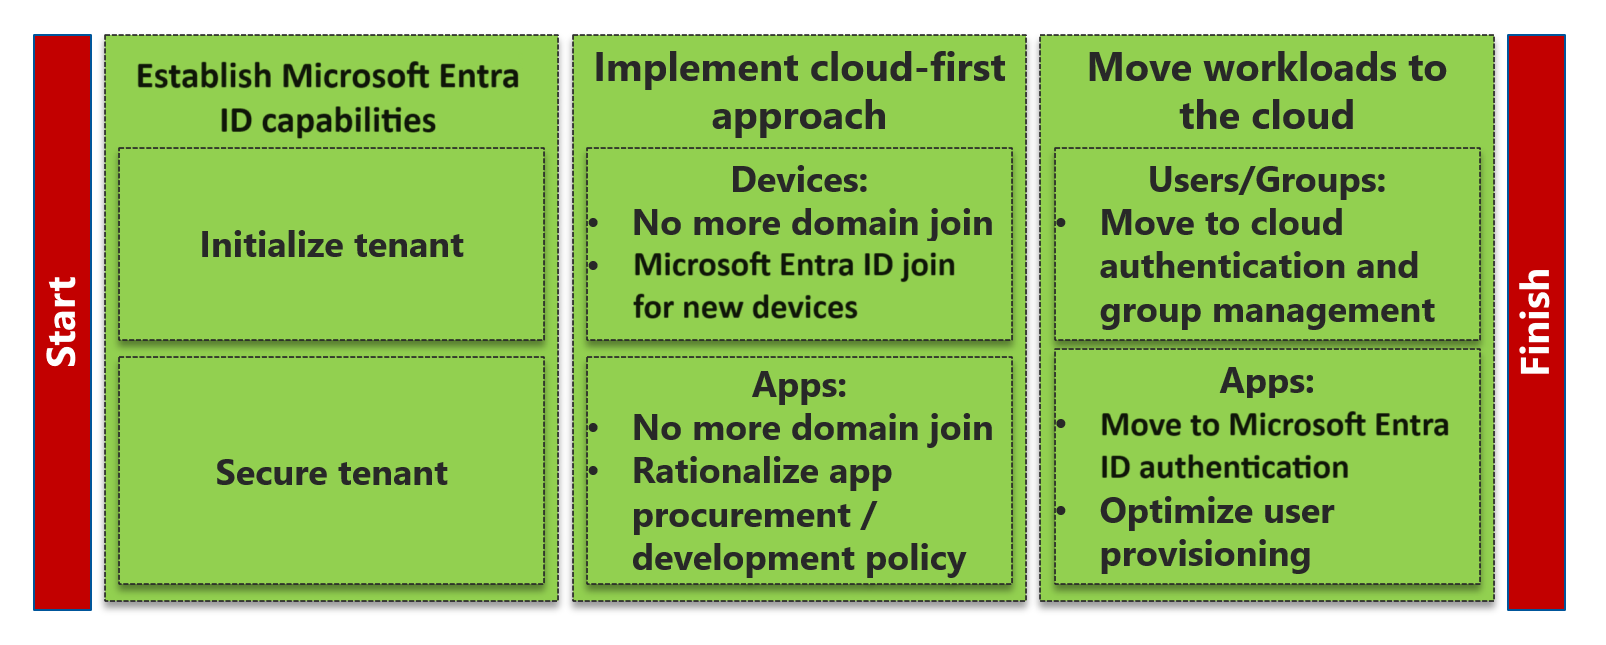 Start
Establish Microsoft Entra
ID capabilities
Initialize tenant
Secure tenant
Implement cloud-first
approach
Devices:
• No more domain join
• Microsoft Entra ID join
for new devices
Apps:
• No more domain join
• Rationalize app
procurement /
development policy
Move workloads to
the cloud
Users/Groups:
• Move to cloud
authentication and
group management
Apps:
• Move to Microsoft Entra
ID authentication
• Optimize user
provisioning
Finish